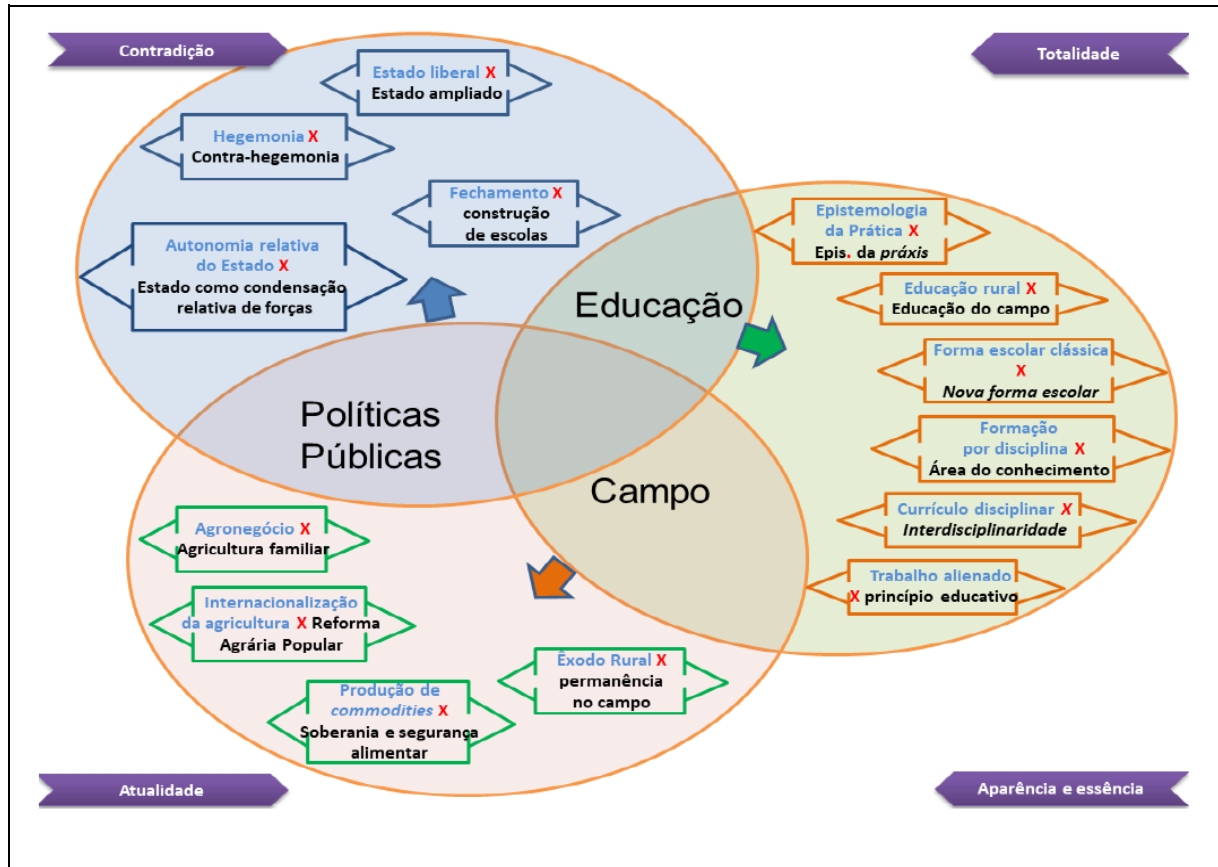 Contradição
Totalidade
Estado liberal X
Estado ampliado
Hegemonia X
Contra-hegemonia
Fechamento X
construção
de escolas
Autonomia relativa
do Estado X
Estado como condensação
relativa de forças
Educação
Epistemologia
da Prática X
Epis. da práxis
Educação rural X
Educação do campo
Forma escolar clássica
X
Nova forma escolar
Formação
por disciplina X
Área do conhecimento
Currículo disciplinar X
Interdisciplinaridade
Trabalho alienado
X princípio educativo
Políticas
Públicas
Campo
Agronegócio X
Agricultura familiar
Internacionalização
da agricultura X Reforma
Agrária Popular
Produção de
commodities X
Soberania e segurança
alimentar
Êxodo Rural X
permanência
no campo
Atualidade
Aparência e essência